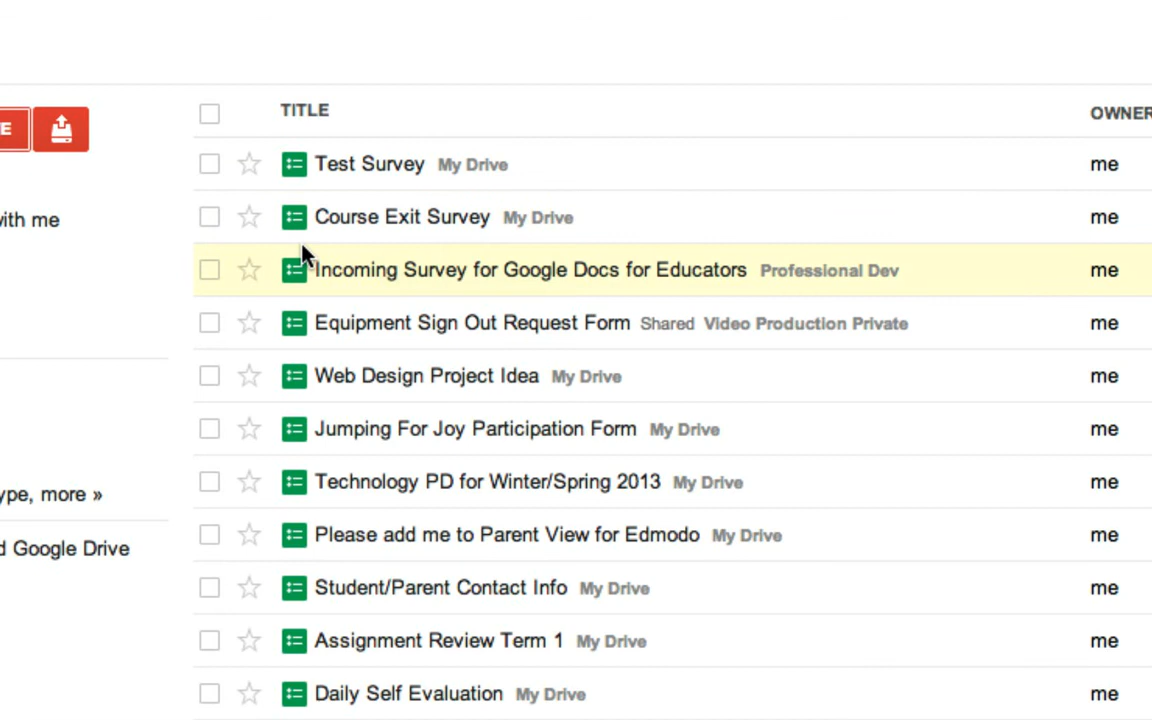 TITLE OWNER
E
Test Survey My Drive me
with me
Course Exit Survey My Drive me
Incoming Survey for Google Docs for Educators Professional Dev me
Equipment Sign Out Request Form Shared Video Production Private me
Web Design Project Idea My Drive me
Jumping For Joy Participation Form My Drive me
Technology PD for Winter/Spring 2013 My Drive me
ype, more »
Please add me to Parent View for Edmodo My Drive me
d Google Drive
Student/Parent Contact Info My Drive me
Assignment Review Term 1 My Drive me
Daily Self Evaluation My Drive me